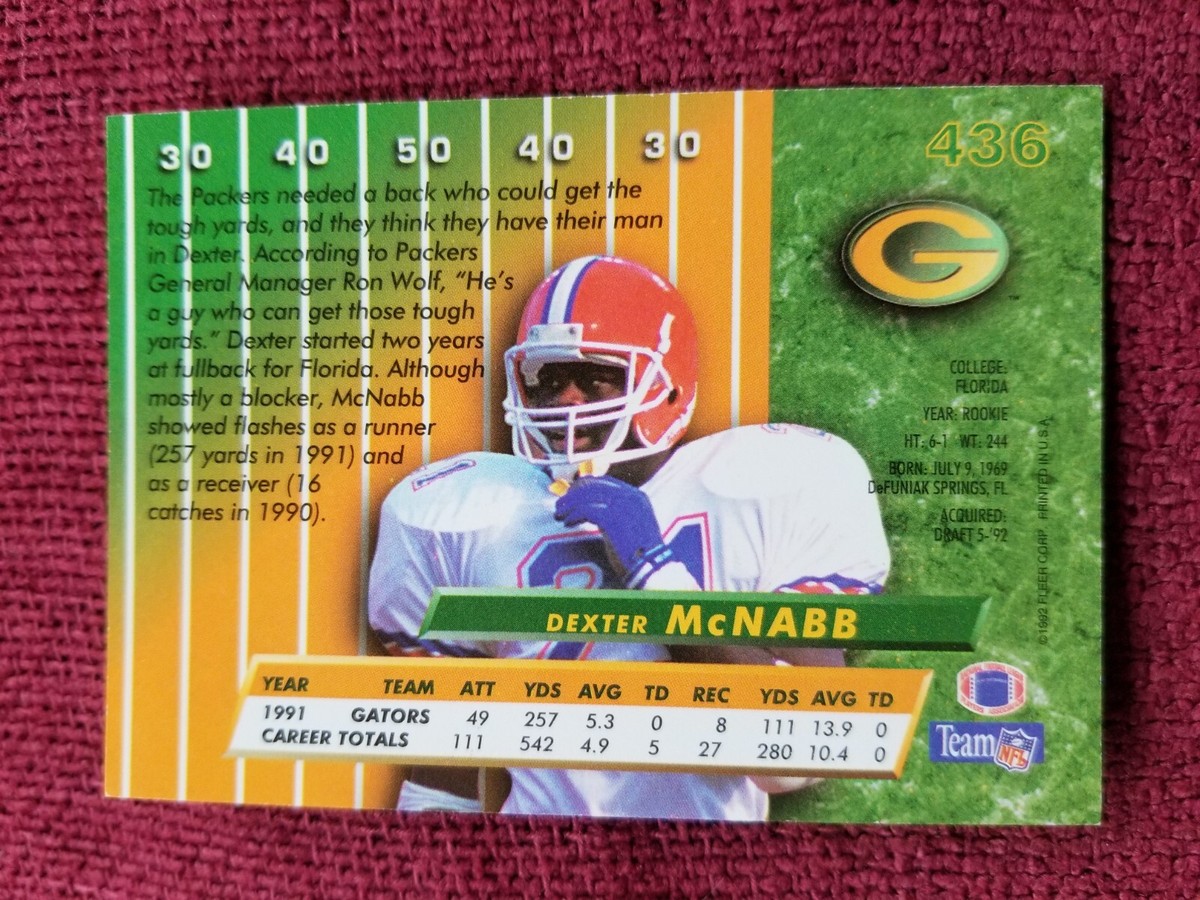 30 40 50 40 30
436
The Packers needed a back who could get the
tough yards, and they think they have their man
in Dexter. According to Packers
General Manager Ron Wolf, “He’s
a guy who can get those tough
yards.” Dexter started two years
at fullback for Florida. Although
mostly a blocker, McNabb
showed flashes as a runner
(257 yards in 1991) and
as a receiver (16
catches in 1990).
G
COLLEGE:
FLORIDA
YEAR: ROOKIE
HT: 6-1 WT: 244
BORN: JULY 9, 1969
DeFUNIAK SPRINGS, FL
ACQUIRED:
DRAFT 5-'92
©1992 FLEER CORP. PRINTED IN U.S.A.
DEXTER McNABB
YEAR TEAM ATT YDS AVG TD REC YDS AVG TD
1991 GATORS 49 257 5.3 0 8 111 13.9 0
CAREER TOTALS 111 542 4.9 5 27 280 10.4 0
Team NFL